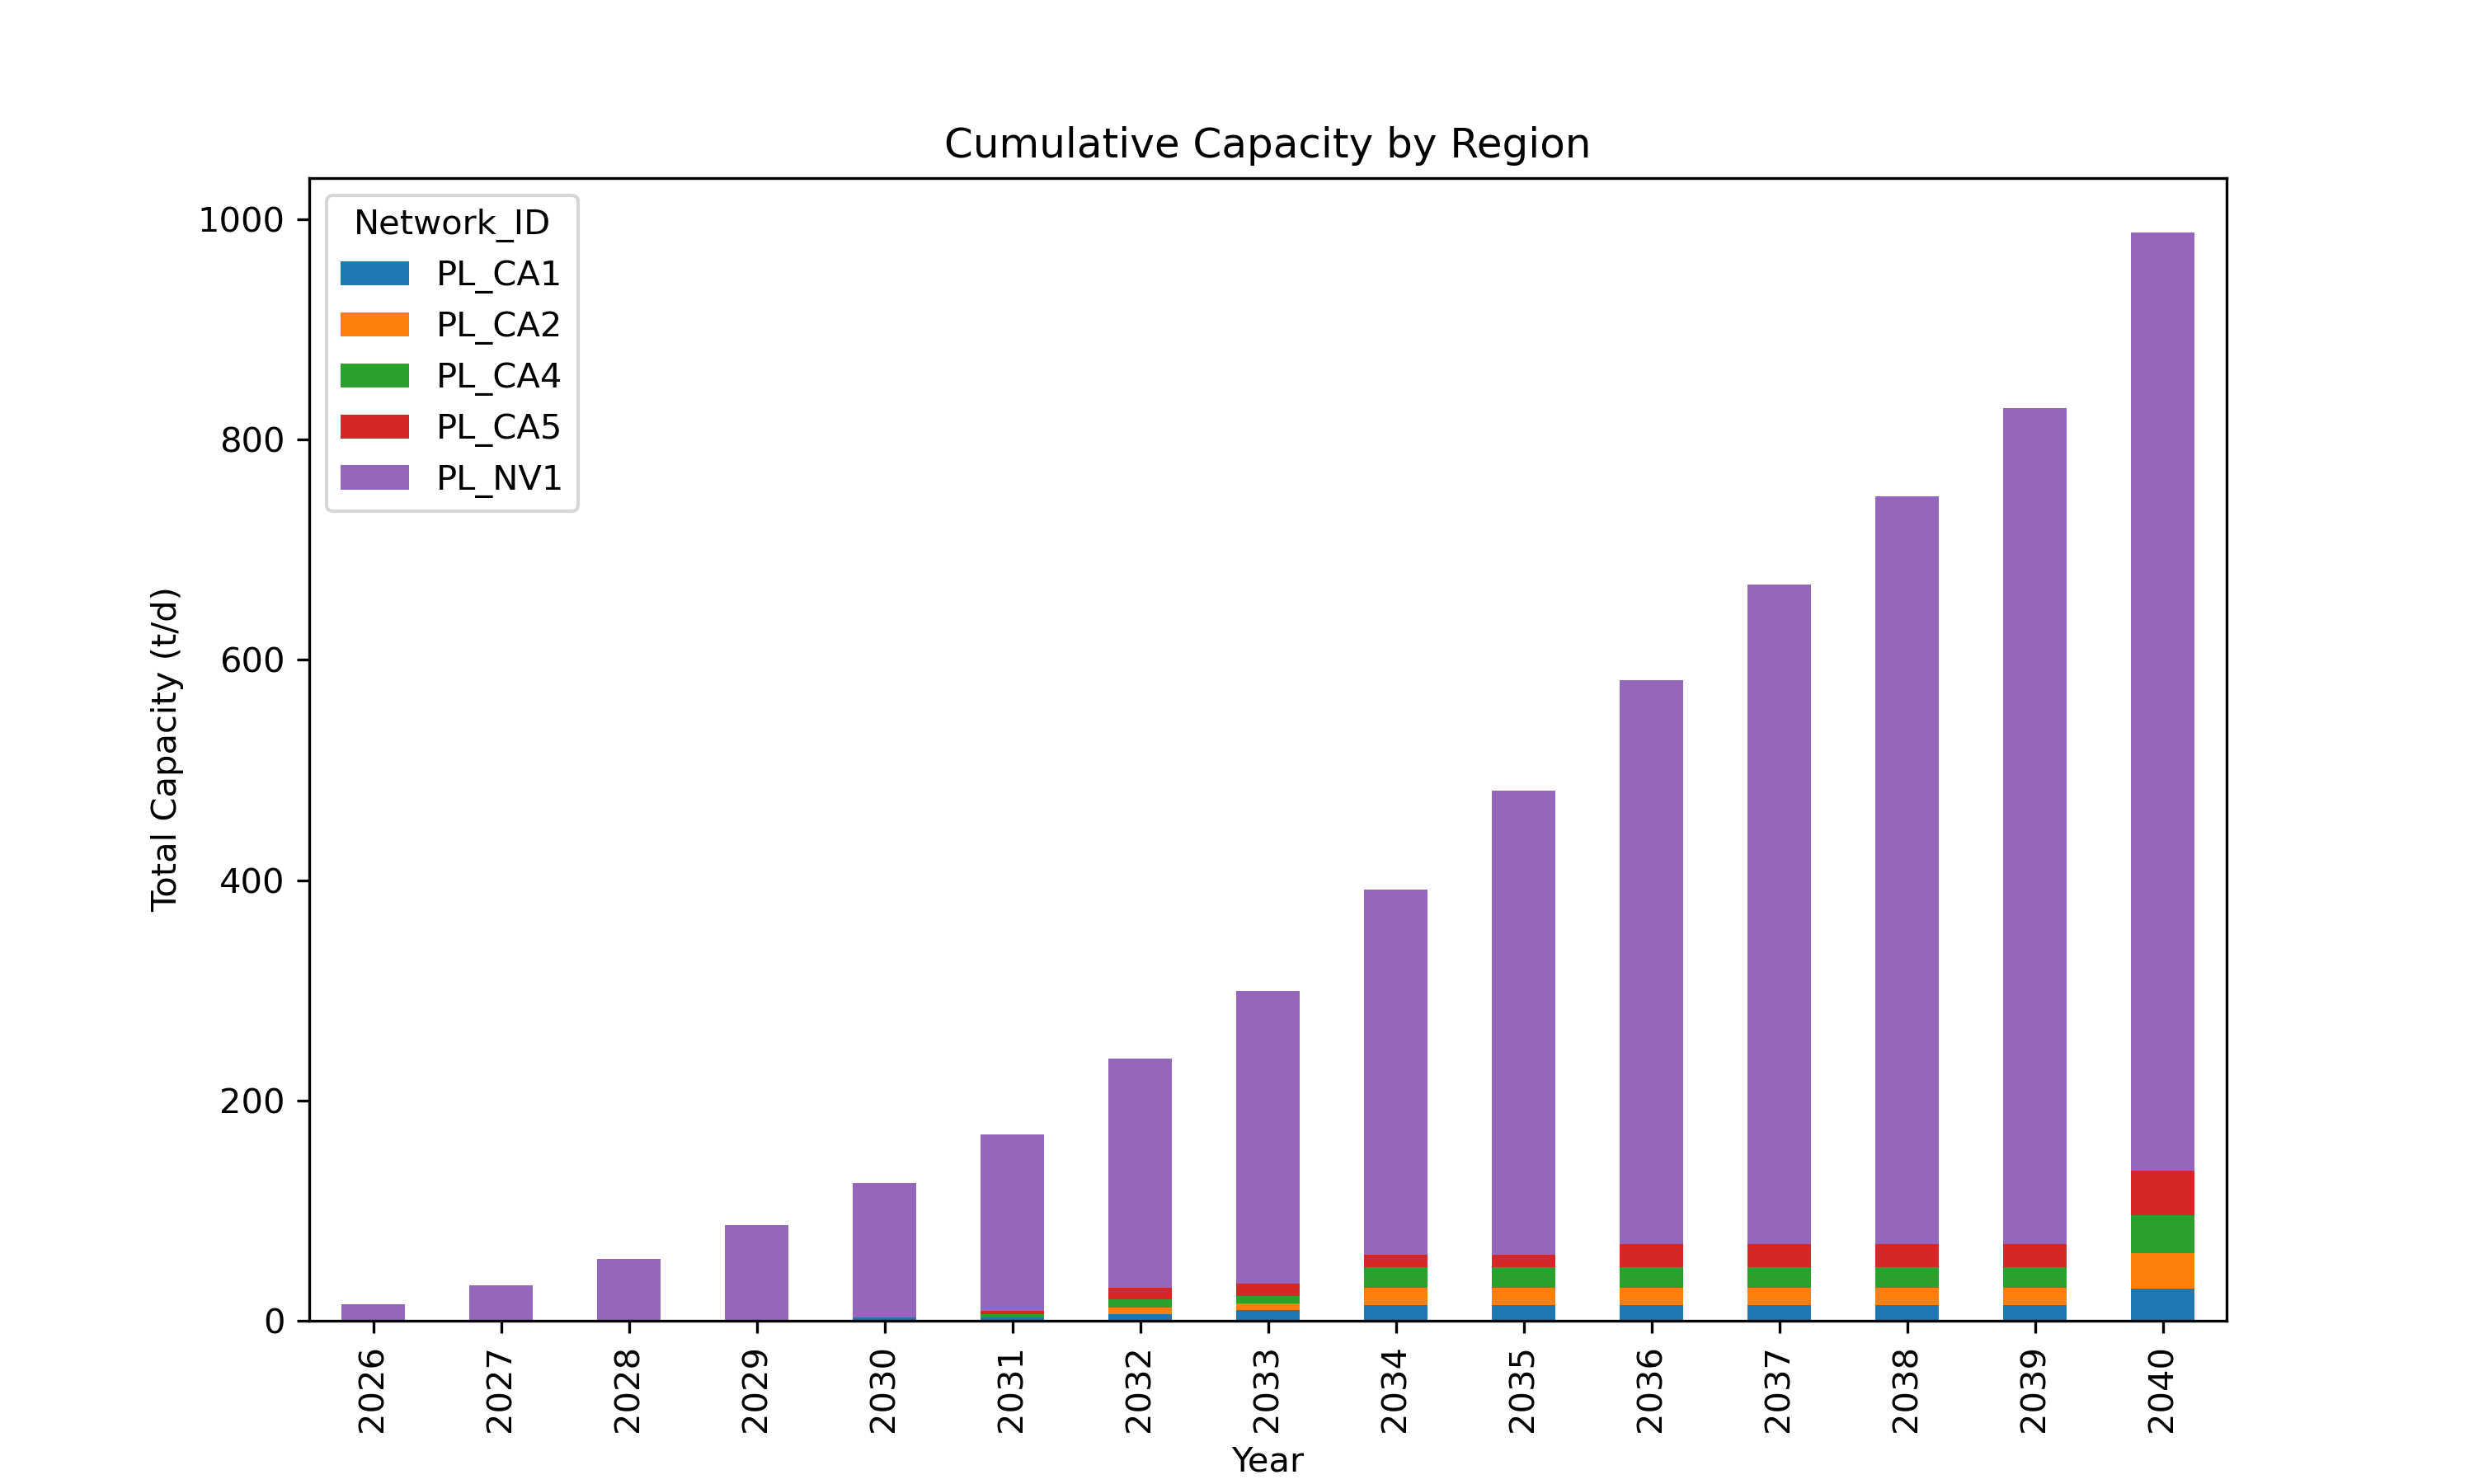 Cumulative Capacity by Region
Network_ID
PL_CA1
PL_CA2
PL_CA4
PL_CA5
PL_NV1
Total Capacity (t/d)
1000
800
600
400
200
0
2026
2027
2028
2029
2030
2031
2032
2033
2034
2035
2036
2037
2038
2039
2040
Year